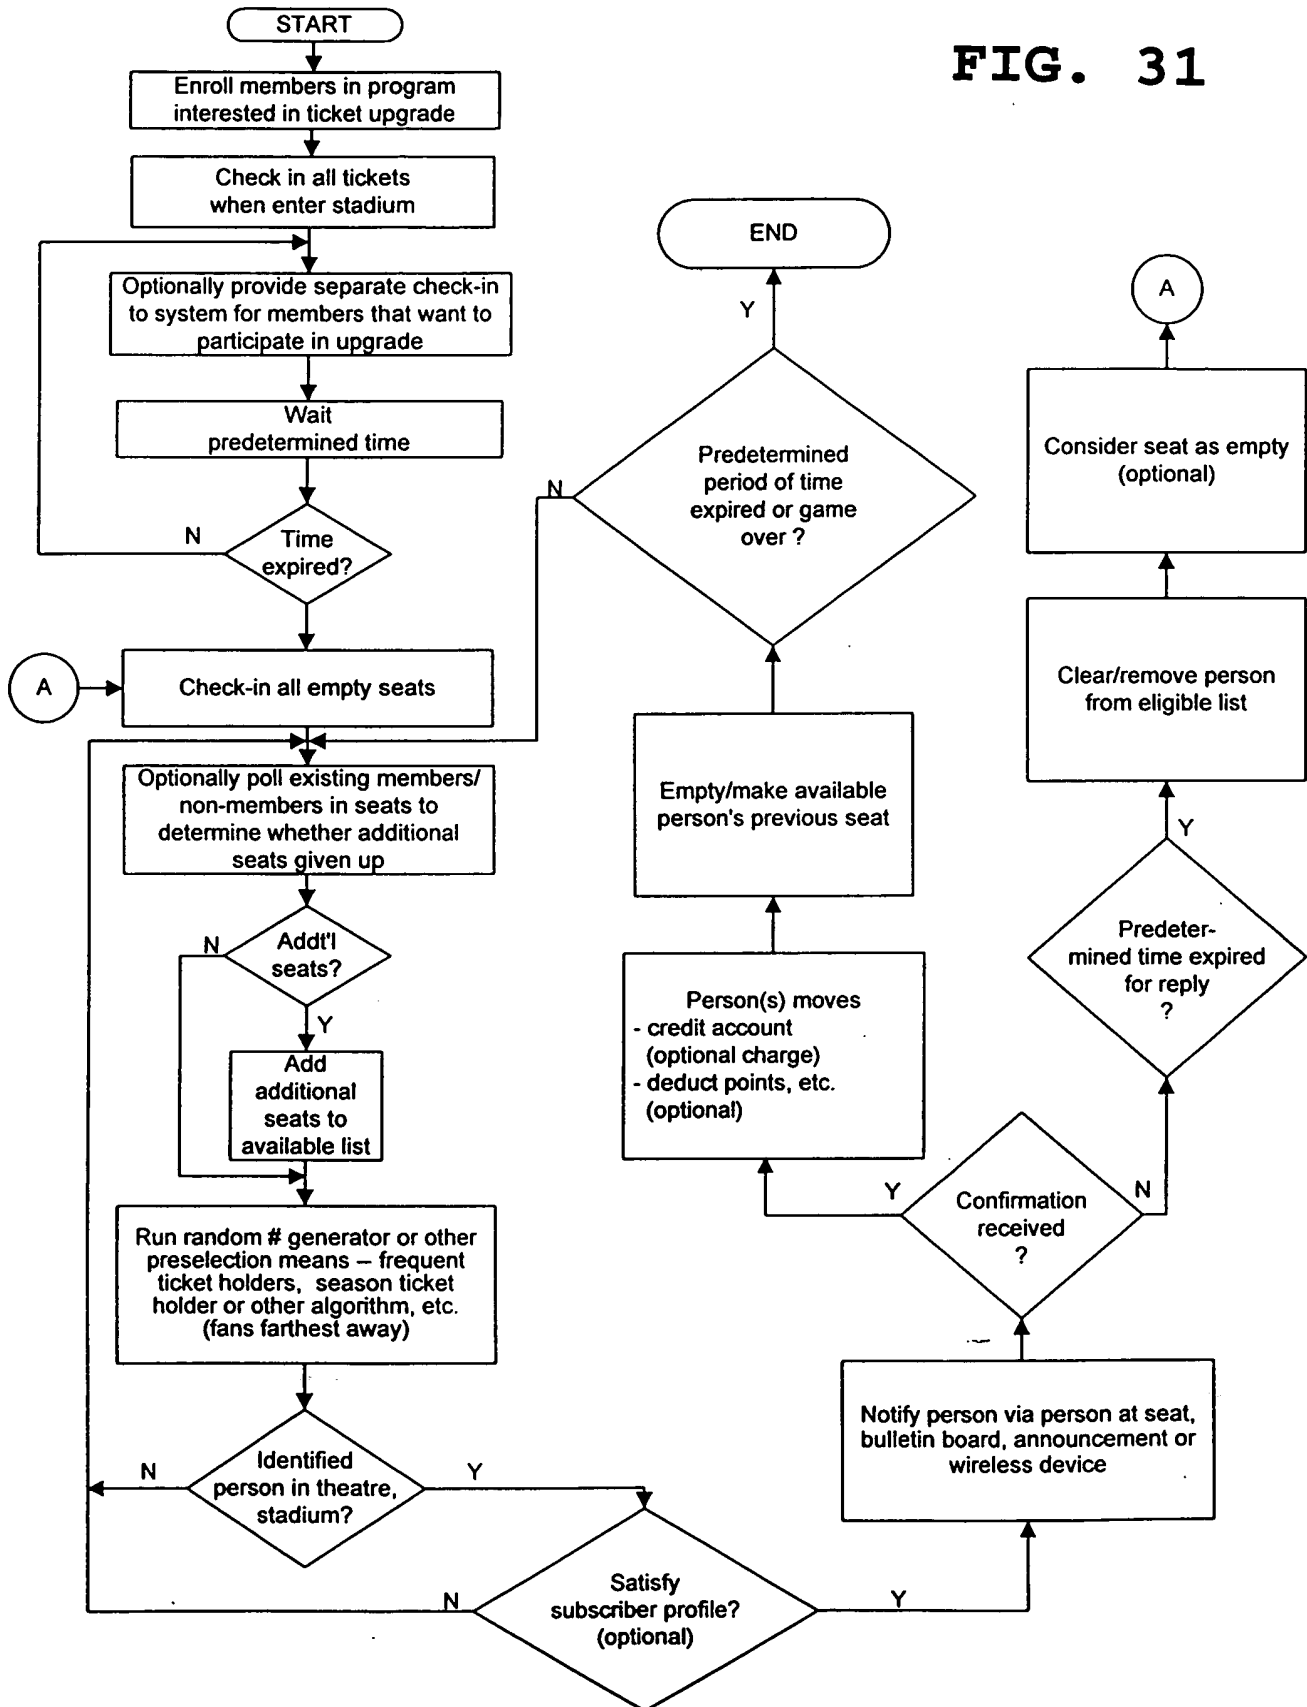 START
FIG. 31
Enroll members in program
interested in ticket upgrade
Check in all tickets
when enter stadium
Optionally provide separate check-in
to system for members that want to
participate in upgrade
Wait
predetermined time
N
Time
expired?
A
Check-in all empty seats
Optionally poll existing members/
non-members in seats to
determine whether additional
seats given up
N
Addt'l
seats?
Y
Add
additional
seats to
available list
Run random # generator or other
preselection means – frequent
ticket holders, season ticket
holder or other algorithm, etc.
(fans farthest away)
N
Identified
person in theatre,
stadium?
Y
N
Satisfy
subscriber profile?
(optional)
Y
Notify person via person at seat,
bulletin board, announcement or
wireless device
Y
Confirmation
received
?
N
Person(s) moves
- credit account
(optional charge)
- deduct points, etc.
(optional)
Empty/make available
person's previous seat
N
Predetermined
period of time
expired or game
over ?
Y
END
Predeter-
mined time expired
for reply
?
Y
Clear/remove person
from eligible list
Consider seat as empty
(optional)
A